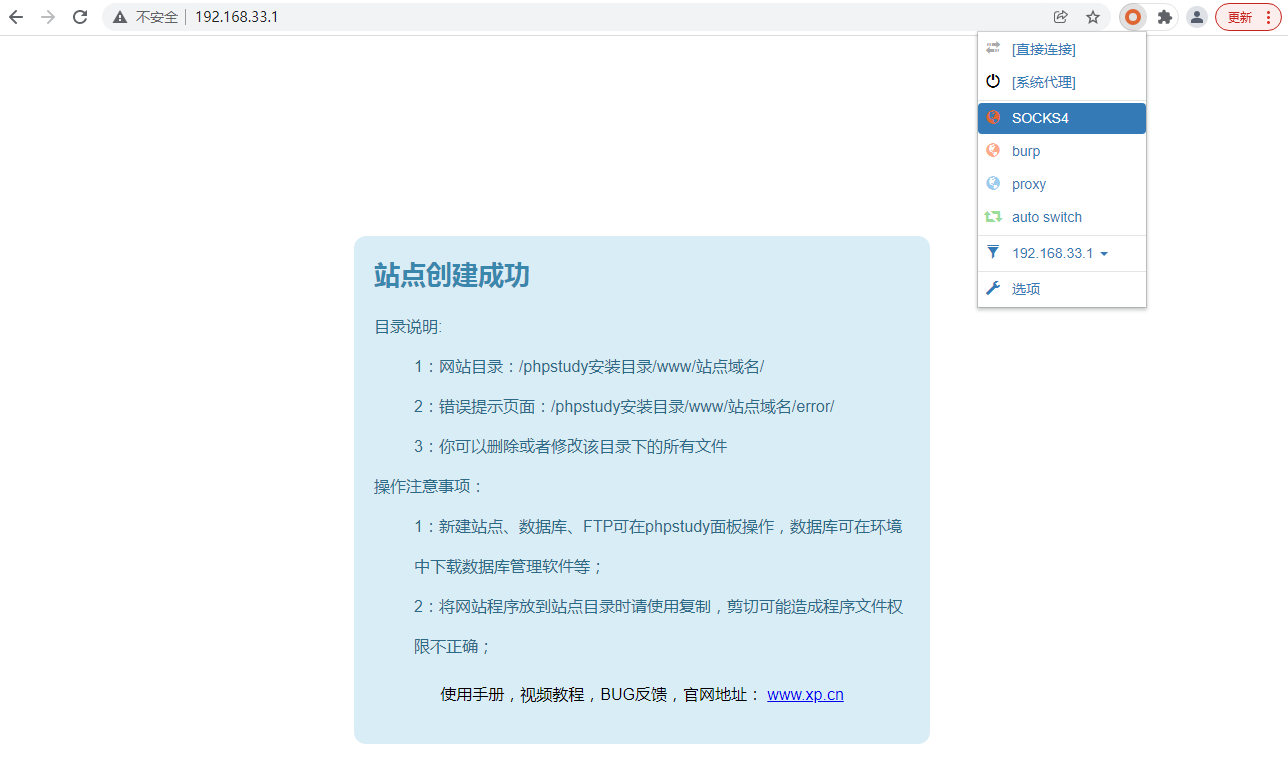 不安全 192.168.33.1 更新
[直接连接]
[系统代理]
SOCKS4
burp
proxy
auto switch
192.168.33.1
选项
站点创建成功
目录说明:
1：网站目录：/phpstudy安装目录/www/站点域名/
2：错误提示页面：/phpstudy安装目录/www/站点域名/error/
3：你可以删除或者修改该目录下的所有文件
操作注意事项：
1：新建站点、数据库、FTP可在phpstudy面板操作，数据库可在环境
中下载数据库管理软件等；
2：将网站程序放到站点目录时请使用复制，剪切可能造成程序文件权
限不正确；
使用手册，视频教程，BUG反馈，官网地址： www.xp.cn